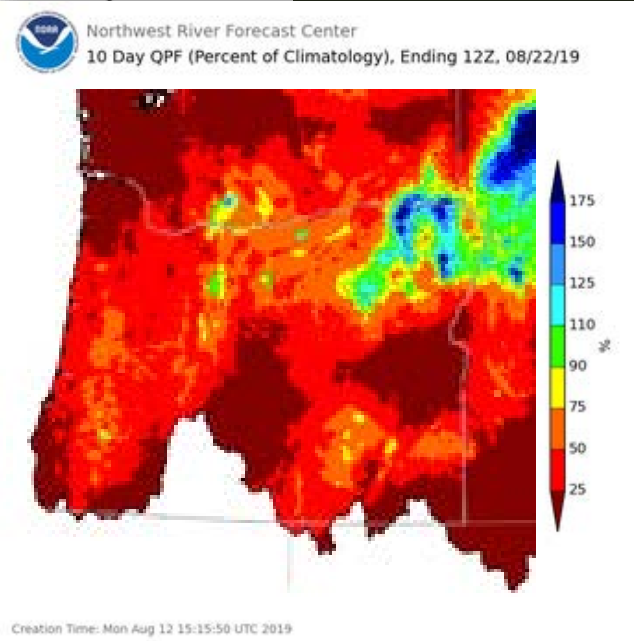 NOAA
Northwest River Forecast Center
10 Day QPF (Percent of Climatology), Ending 12Z, 08/22/19
175
150
125
110
90
75
50
25
%
Creation Time: Mon Aug 12 15:15:50 UTC 2019